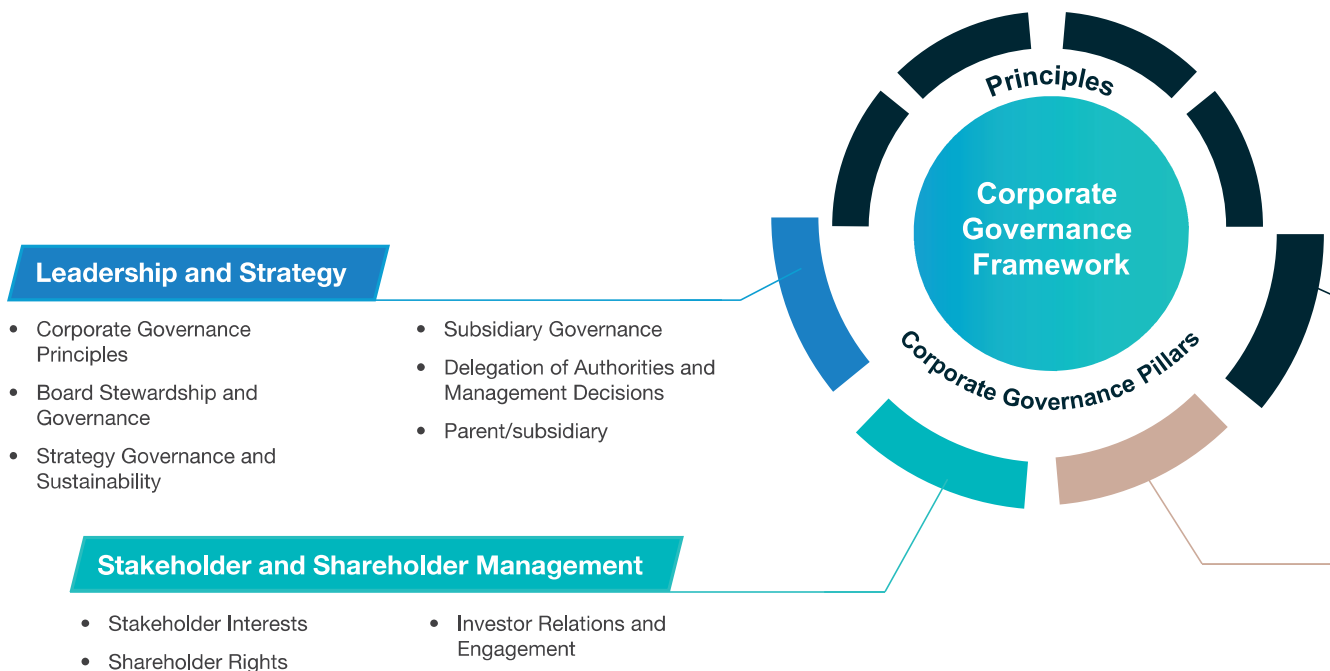 Principles
Corporate
Governance
Framework
Corporate Governance Pillars
Leadership and Strategy
• Corporate Governance
Principles
• Board Stewardship and
Governance
• Strategy Governance and
Sustainability
• Subsidiary Governance
• Delegation of Authorities and
Management Decisions
• Parent/subsidiary
Stakeholder and Shareholder Management
• Stakeholder Interests
• Shareholder Rights
• Investor Relations and
Engagement